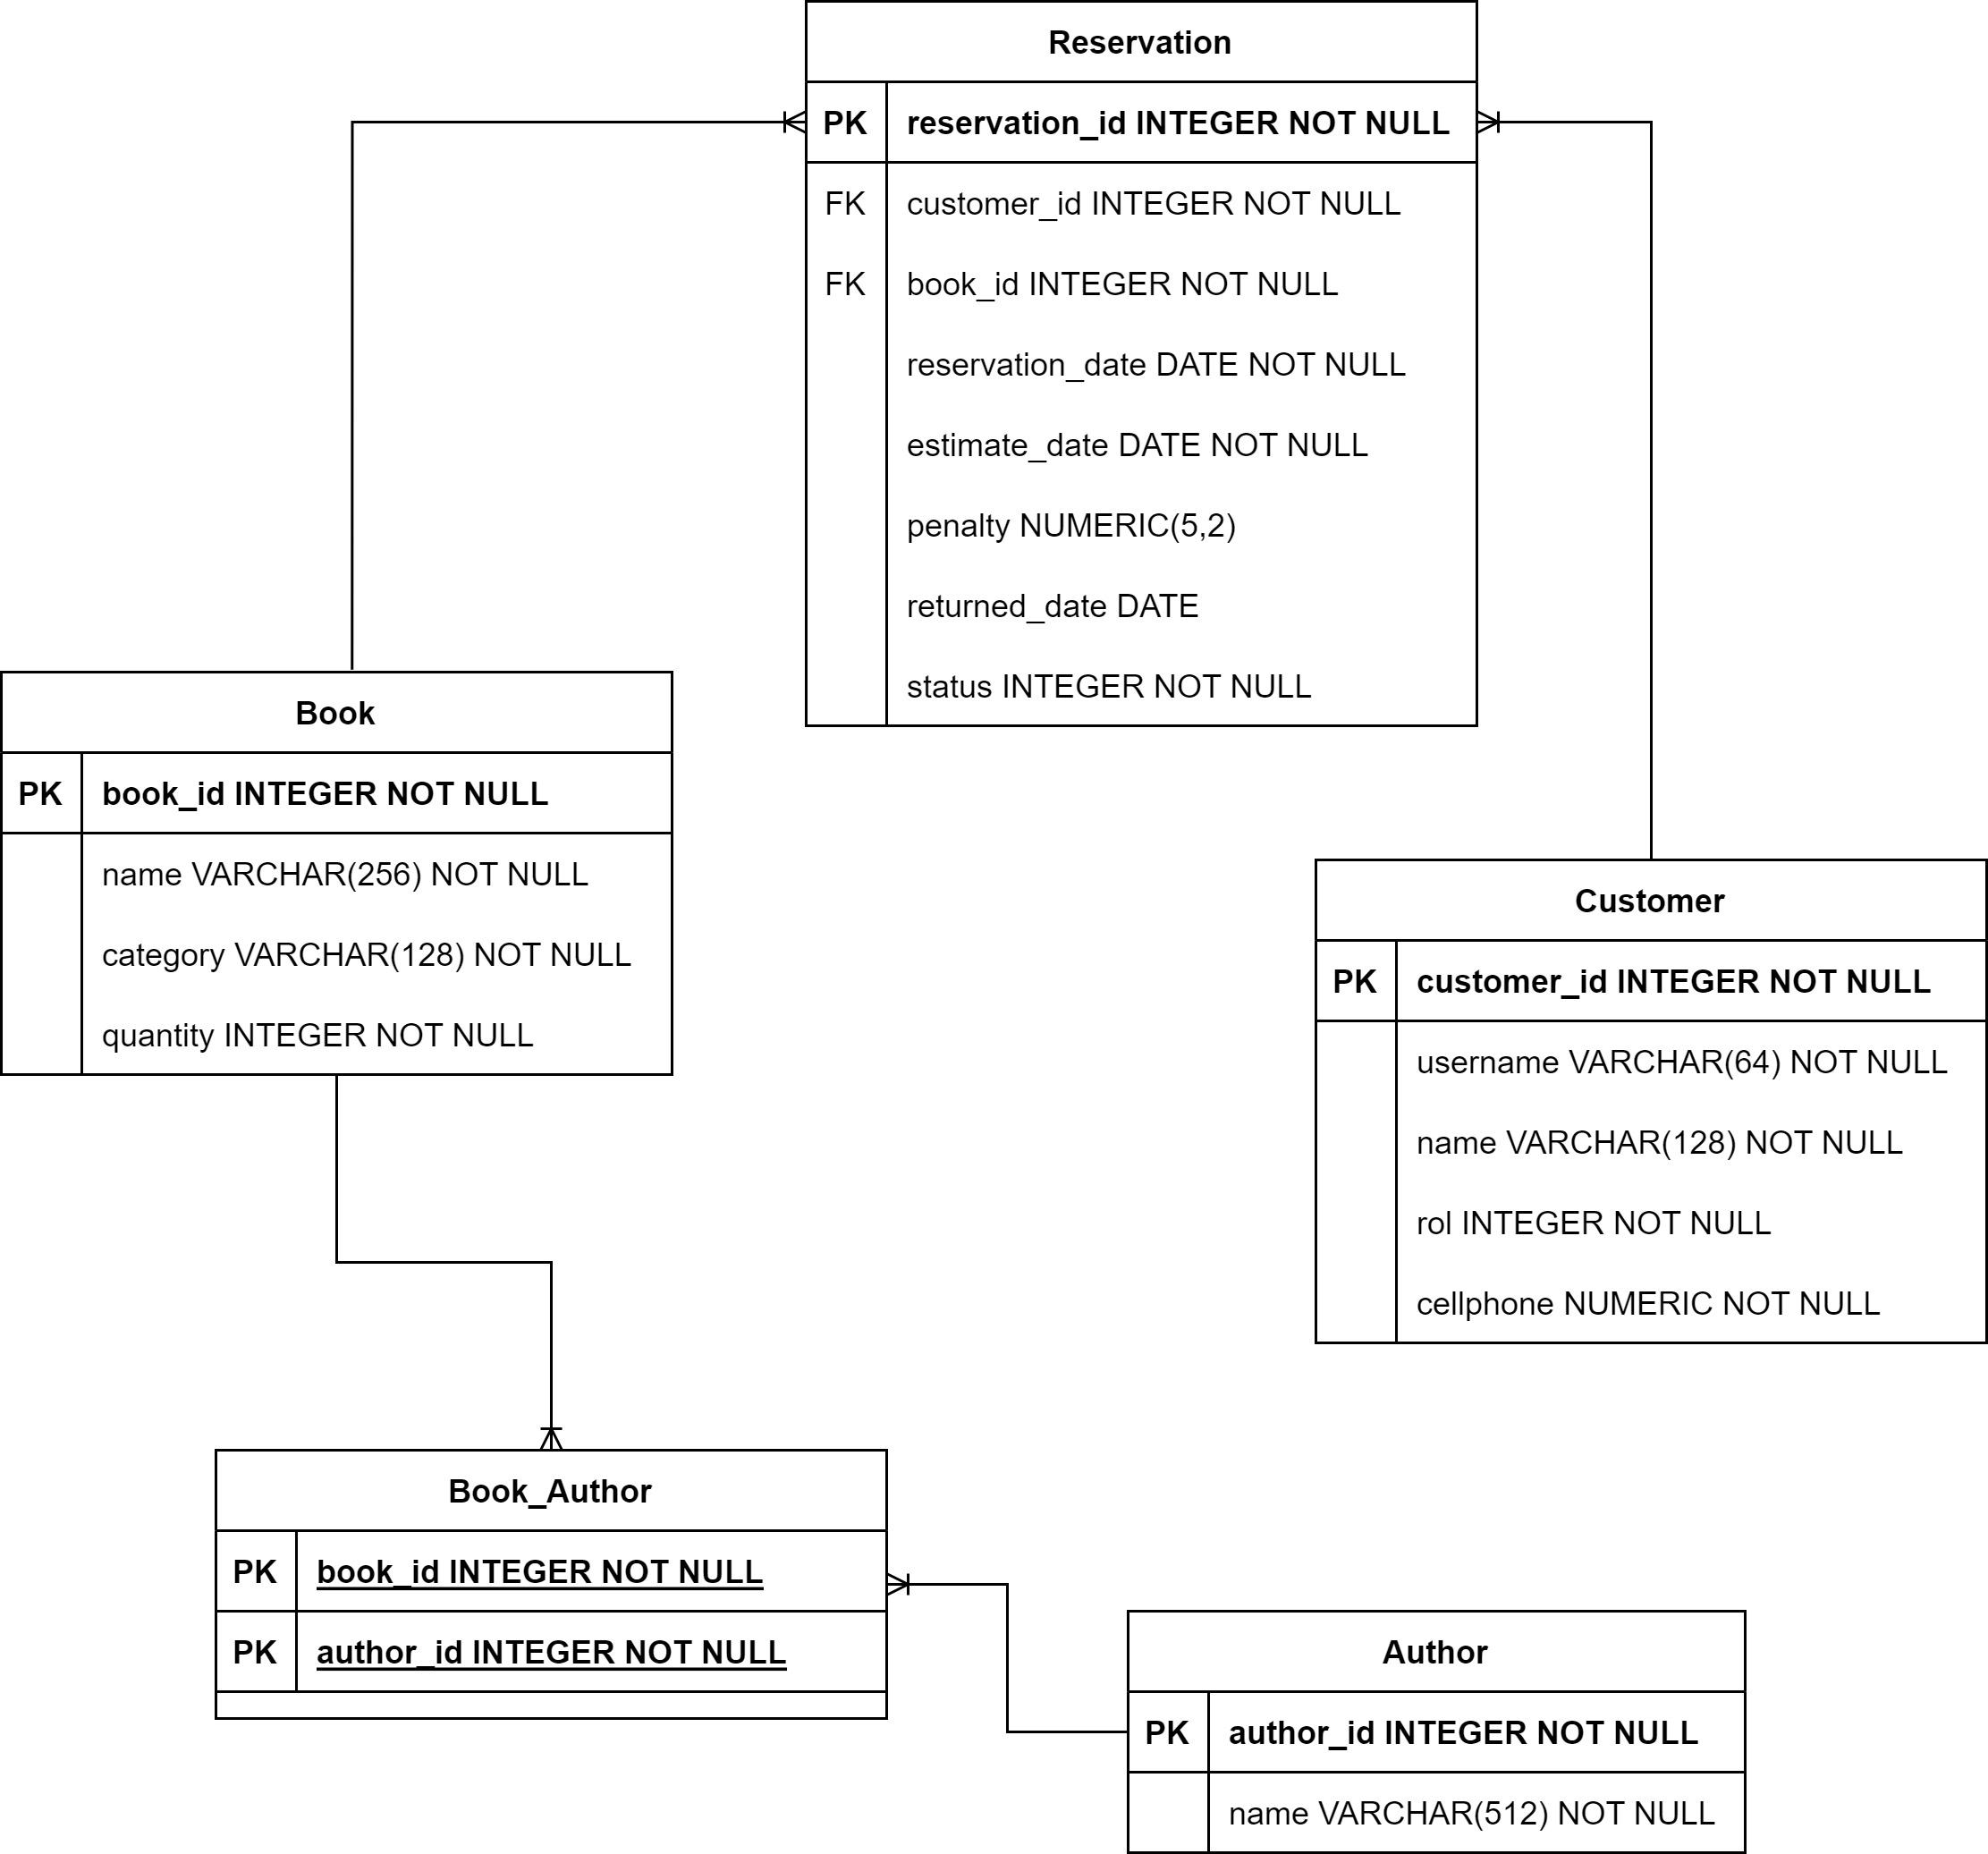 Reservation
PK reservation_id INTEGER NOT NULL
FK customer_id INTEGER NOT NULL
FK book_id INTEGER NOT NULL
reservation_date DATE NOT NULL
estimate_date DATE NOT NULL
penalty NUMERIC(5,2)
returned_date DATE
status INTEGER NOT NULL
Book
PK book_id INTEGER NOT NULL
name VARCHAR(256) NOT NULL
category VARCHAR(128) NOT NULL
quantity INTEGER NOT NULL
Customer
PK customer_id INTEGER NOT NULL
username VARCHAR(64) NOT NULL
name VARCHAR(128) NOT NULL
rol INTEGER NOT NULL
cellphone NUMERIC NOT NULL
Book_Author
PK book_id INTEGER NOT NULL
PK author_id INTEGER NOT NULL
Author
PK author_id INTEGER NOT NULL
name VARCHAR(512) NOT NULL